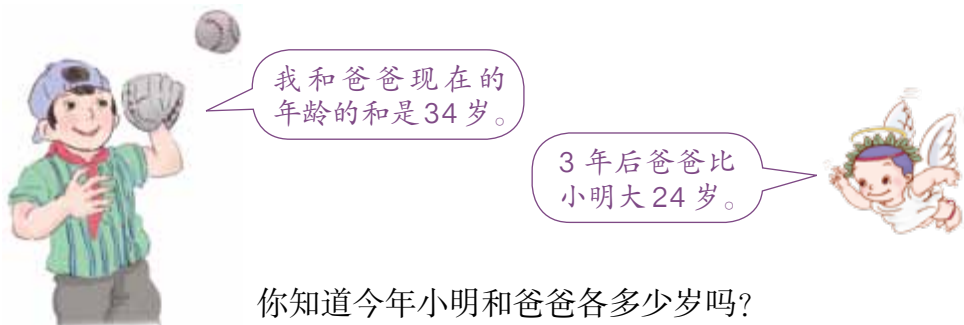 我和爸爸现在的
年龄的和是34岁。
3年后爸爸比
小明大24岁。
你知道今年小明和爸爸各多少岁吗?